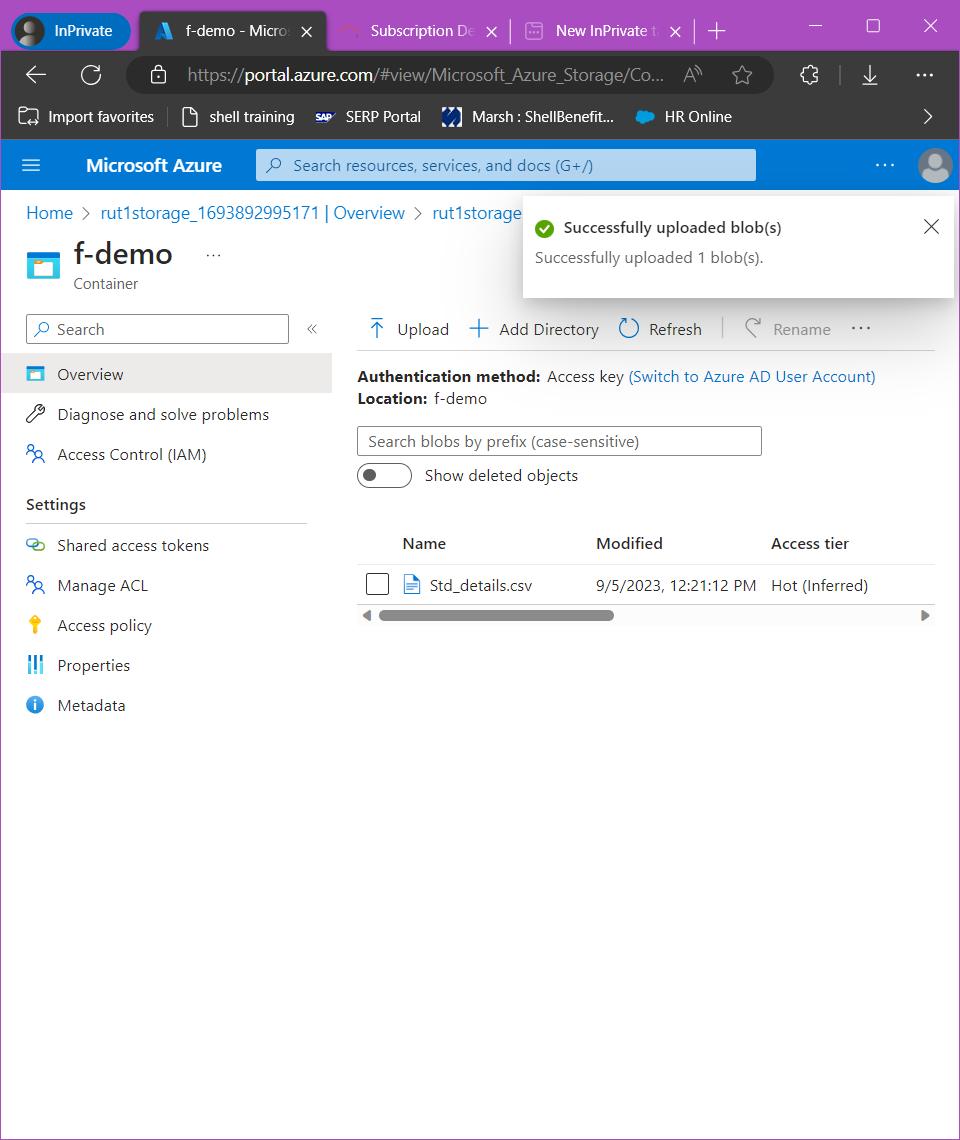 InPrivate
f-demo - Micro
Subscription De
New InPrivate t
https://portal.azure.com/#view/Microsoft_Azure_Storage/Co...
Import favorites
shell training
SAP SERP Portal
Marsh : ShellBenefit...
HR Online
Microsoft Azure
Search resources, services, and docs (G+/)
Home > rut1storage_1693892995171 | Overview > rut1storage
Successfully uploaded blob(s)
Successfully uploaded 1 blob(s).
f-demo ...
Container
Search
«
Upload
Add Directory
Refresh
Rename
...
Overview
Diagnose and solve problems
Access Control (IAM)
Settings
Shared access tokens
Manage ACL
Access policy
Properties
Metadata
Authentication method: Access key (Switch to Azure AD User Account)
Location: f-demo
Search blobs by prefix (case-sensitive)
Show deleted objects
Name Modified Access tier
Std_details.csv 9/5/2023, 12:21:12 PM Hot (Inferred)